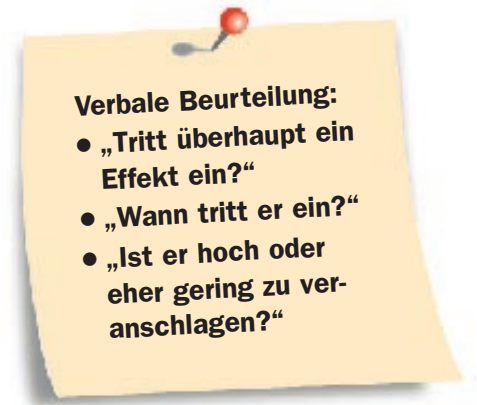 Verbale Beurteilung:
● „Tritt überhaupt ein
Effekt ein?“
● „Wann tritt er ein?“
● „Ist er hoch oder
eher gering zu ver-
anschlagen?“